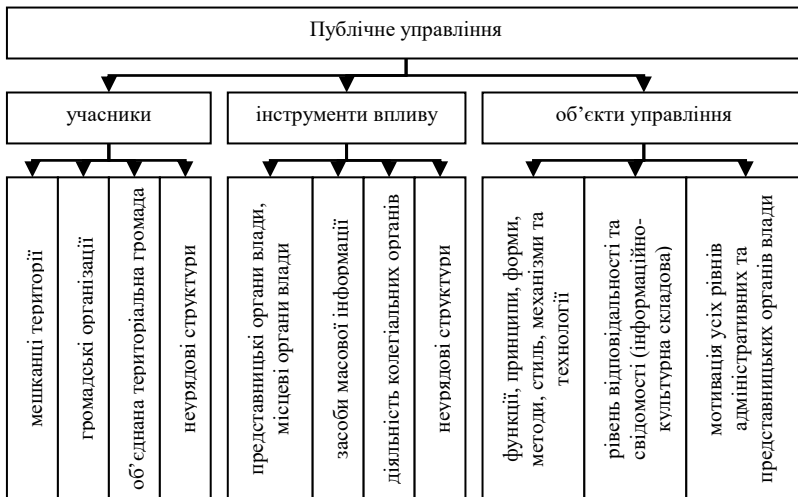 Публічне управління
учасники
інструменти впливу
об’єкти управління
мешканці території
громадські організації
об’єднана територіальна громада
неурядові структури
представницькі органи влади,
місцеві органи влади
засоби масової інформації
діяльність колегіальних органів
неурядові структури
функції, принципи, форми,
методи, стиль, механізми та
технології
рівень відповідальності та
свідомості (інформаційно-
культурна складова)
мотивація усіх рівнів
адміністративних та
представницьких органів влади